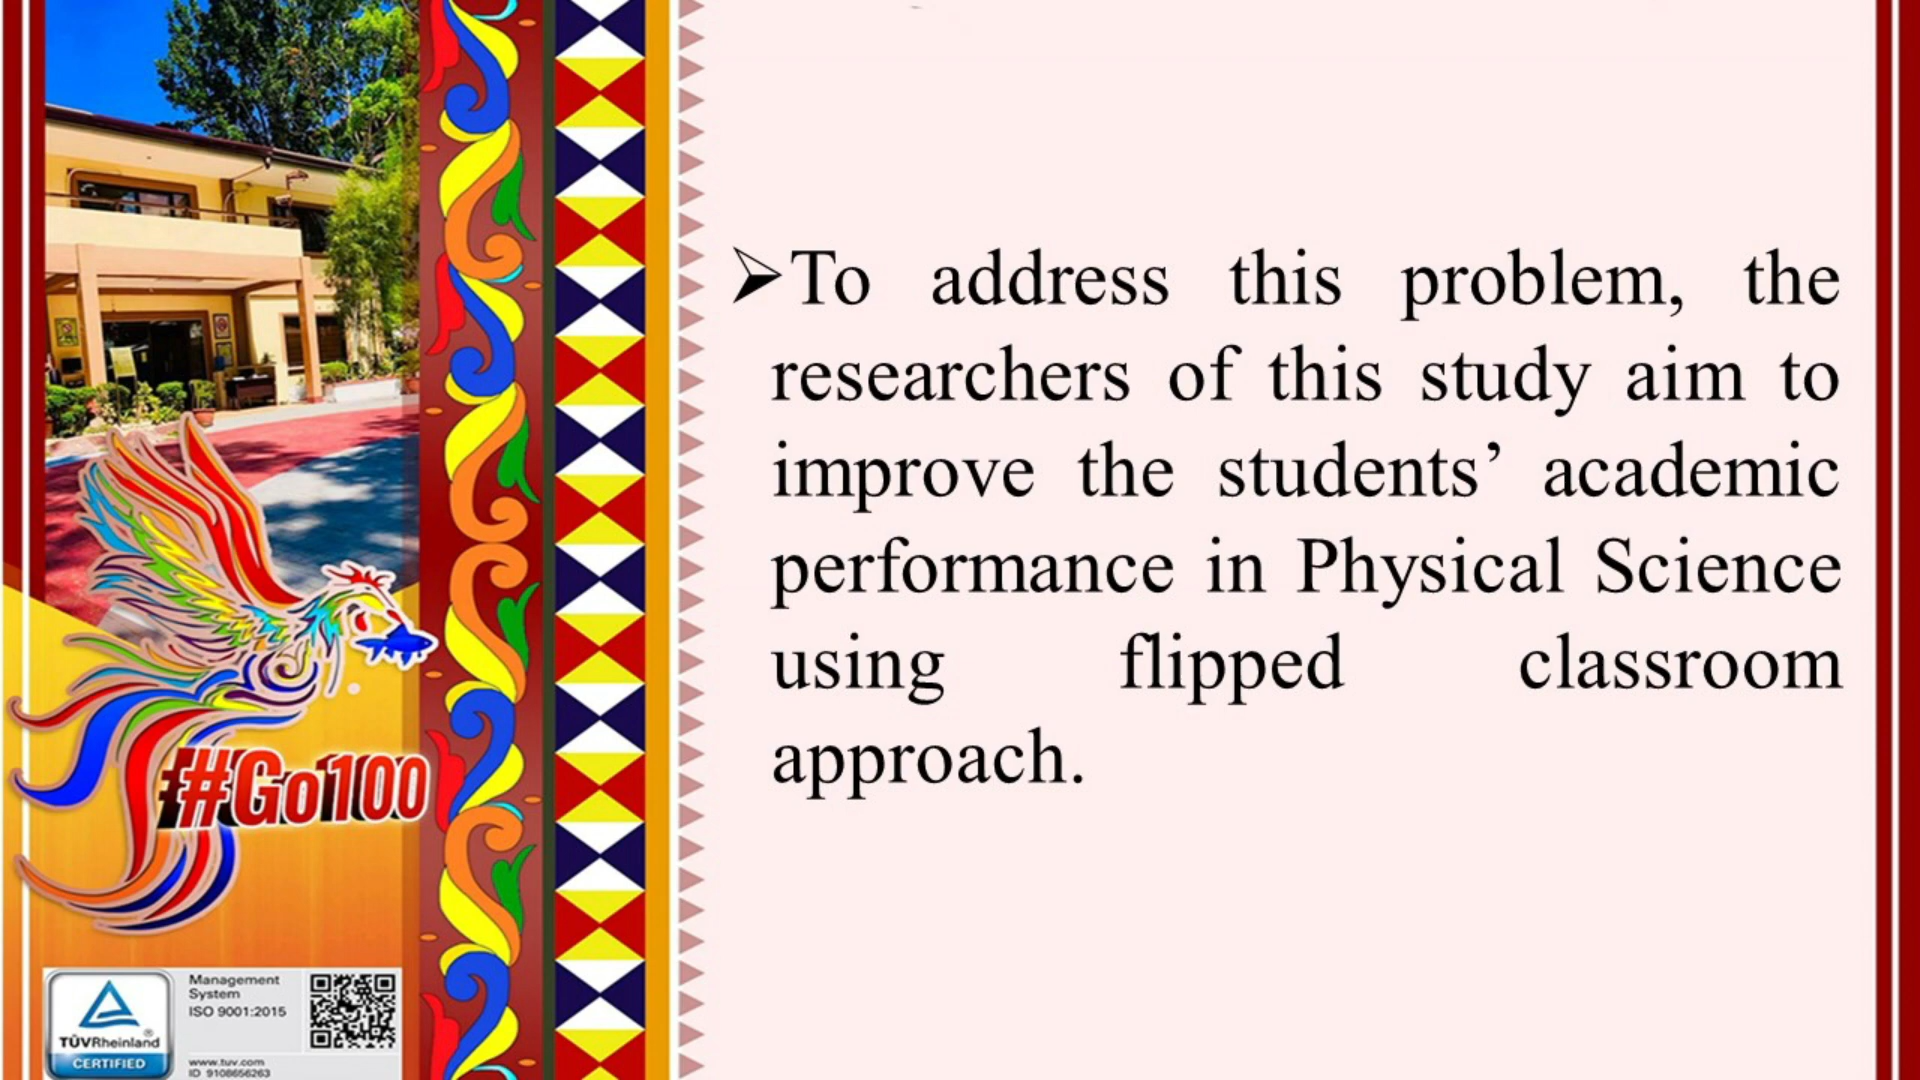 ➢To address this problem, the
researchers of this study aim to
improve the students’ academic
performance in Physical Science
using flipped classroom
approach.
#Go100
TÜVRheinland®
CERTIFIED
Management
System
ISO 9001:2015
www.tuv.com
ID 9108656263